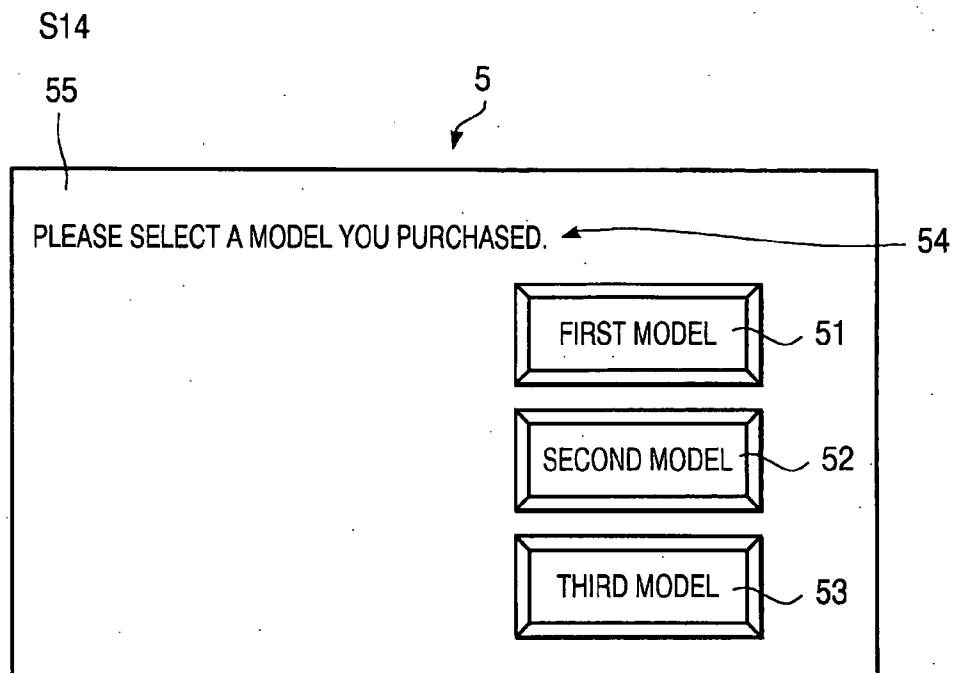 S14
55
5
PLEASE SELECT A MODEL YOU PURCHASED.
54
FIRST MODEL
51
SECOND MODEL
52
THIRD MODEL
53